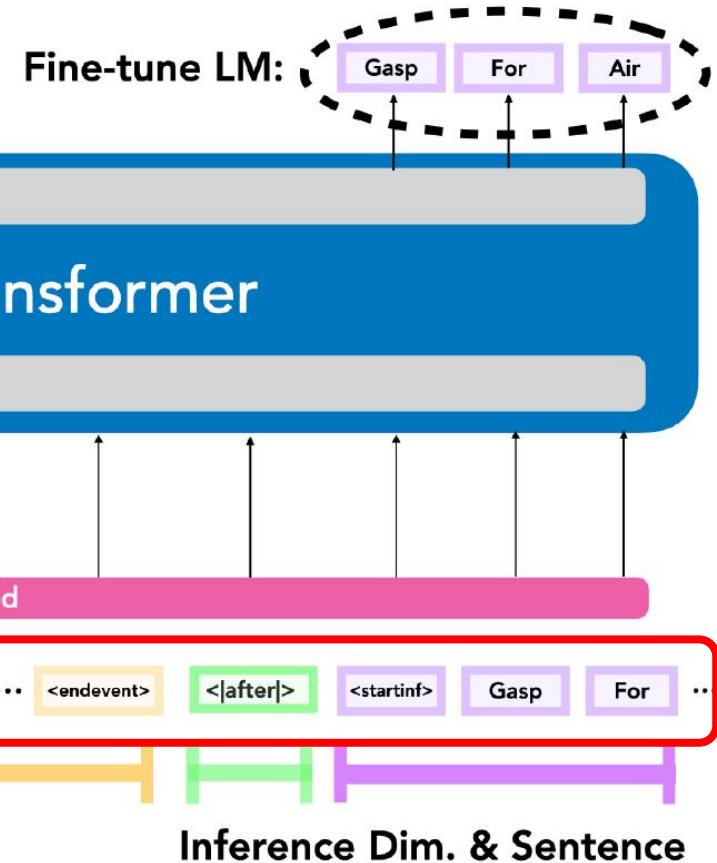 Fine-tune LM: Gasp For Air
nsformer
d
... <endevent> <|after|> <startinf> Gasp For ...
Inference Dim. & Sentence